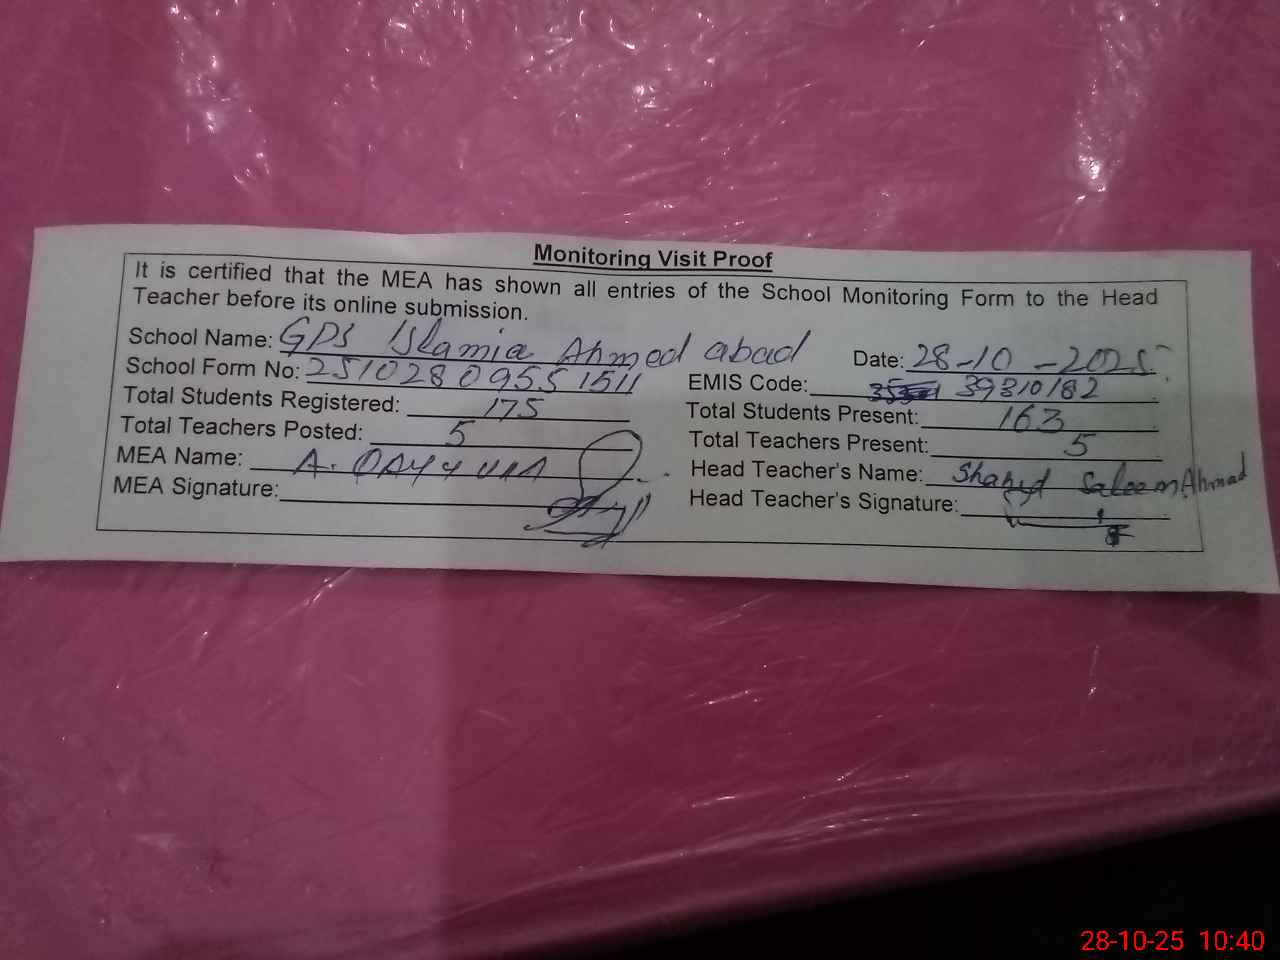 Monitoring Visit Proof
It is certified that the MEA has shown all entries of the School Monitoring Form to the Head
Teacher before its online submission.
School Name: GPS Islamia Ahmed abad Date: 28-10-2025
School Form No: 25102809551511 EMIS Code: 39310182
Total Students Registered: 175 Total Students Present: 163
Total Teachers Posted: 5 Total Teachers Present: 5
MEA Name: A. Head Teacher's Name: Shahid Saleem Ahmad
MEA Signature: Head Teacher's Signature:
28-10-25 10:40